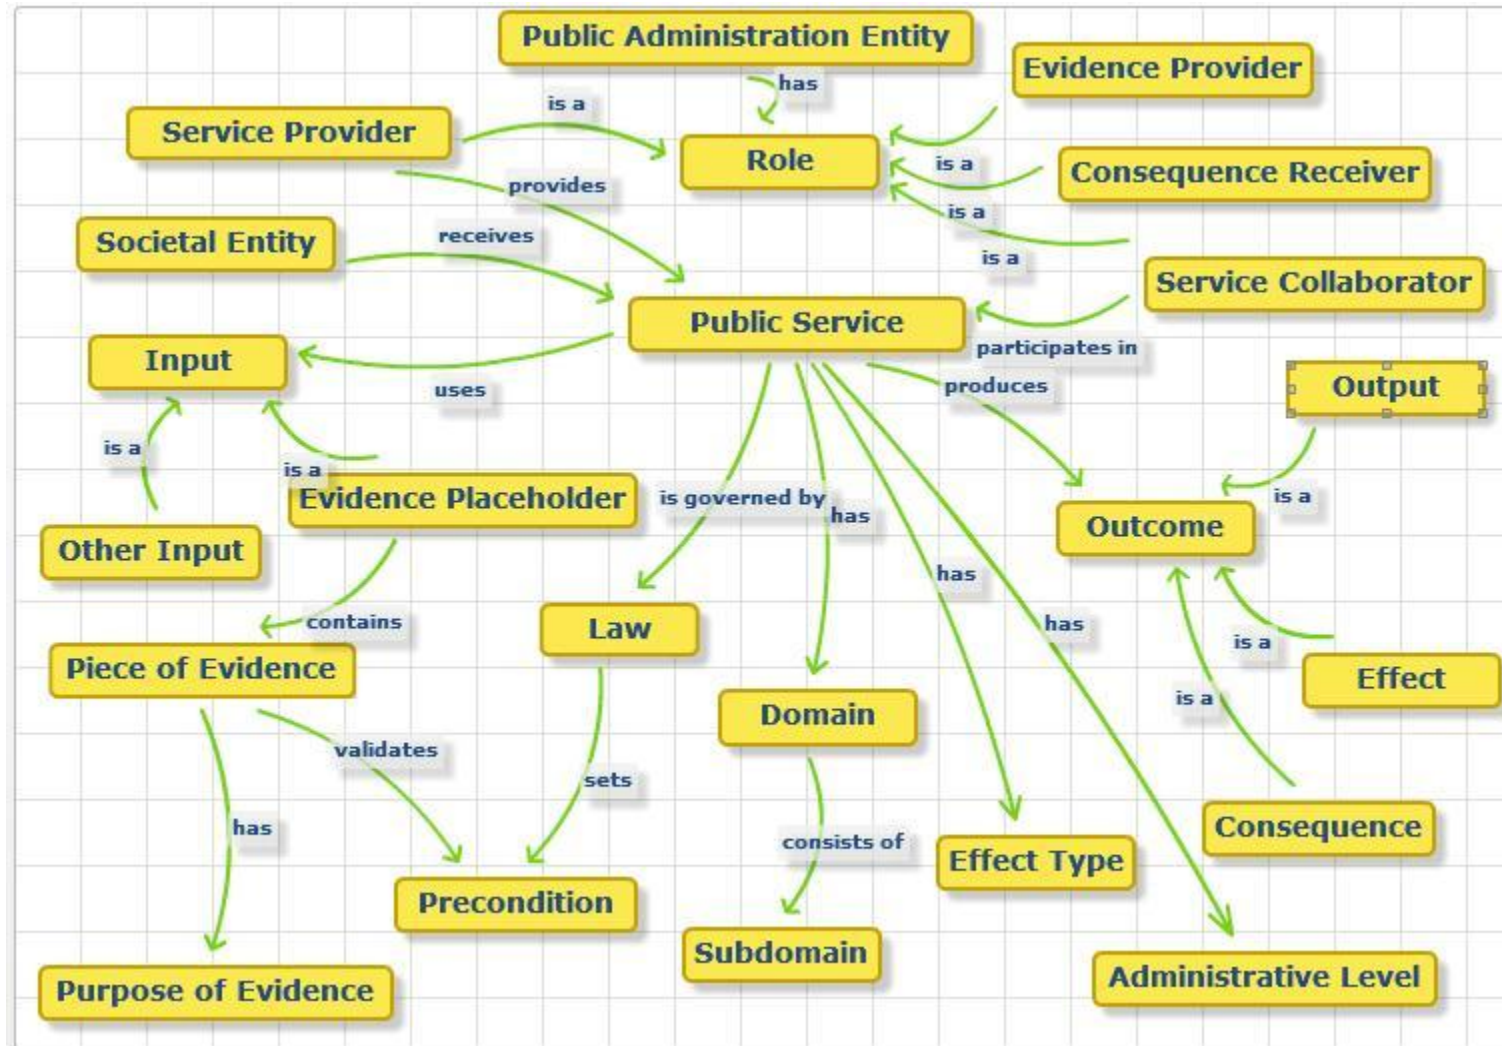 Public Administration Entity
has
Evidence Provider
is a
Service Provider
Role
is a
Consequence Receiver
provides
is a
Societal Entity
receives
is a
Service Collaborator
Public Service
participates in
Input
uses
produces
Output
is a
is a
Evidence Placeholder
is governed by
has
is a
Outcome
Other Input
has
contains
Law
has
is a
Piece of Evidence
Effect
is a
Domain
validates
sets
has
consists of
Consequence
Effect Type
Precondition
Subdomain
Administrative Level
Purpose of Evidence